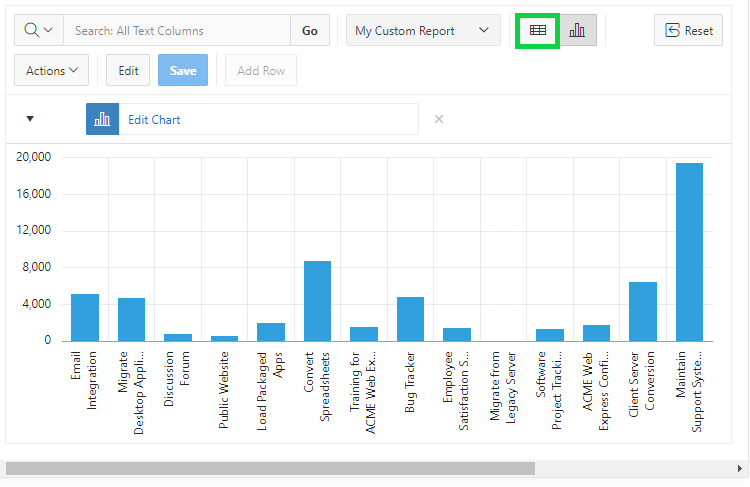 Search: All Text Columns
Go
My Custom Report
Reset
Actions
Edit
Save
Add Row
Edit Chart
20,000
16,000
12,000
8,000
4,000
0
Email
Integration
Migrate
Desktop Appli...
Discussion
Forum
Public Website
Load Packaged
Apps
Convert
Spreadsheets
Training for
ACME Web Ex...
Bug Tracker
Employee
Satisfaction S...
Migrate from
Legacy Server
Software
Project Tracki...
ACME Web
Express Confi...
Client Server
Conversion
Maintain
Support Syste...